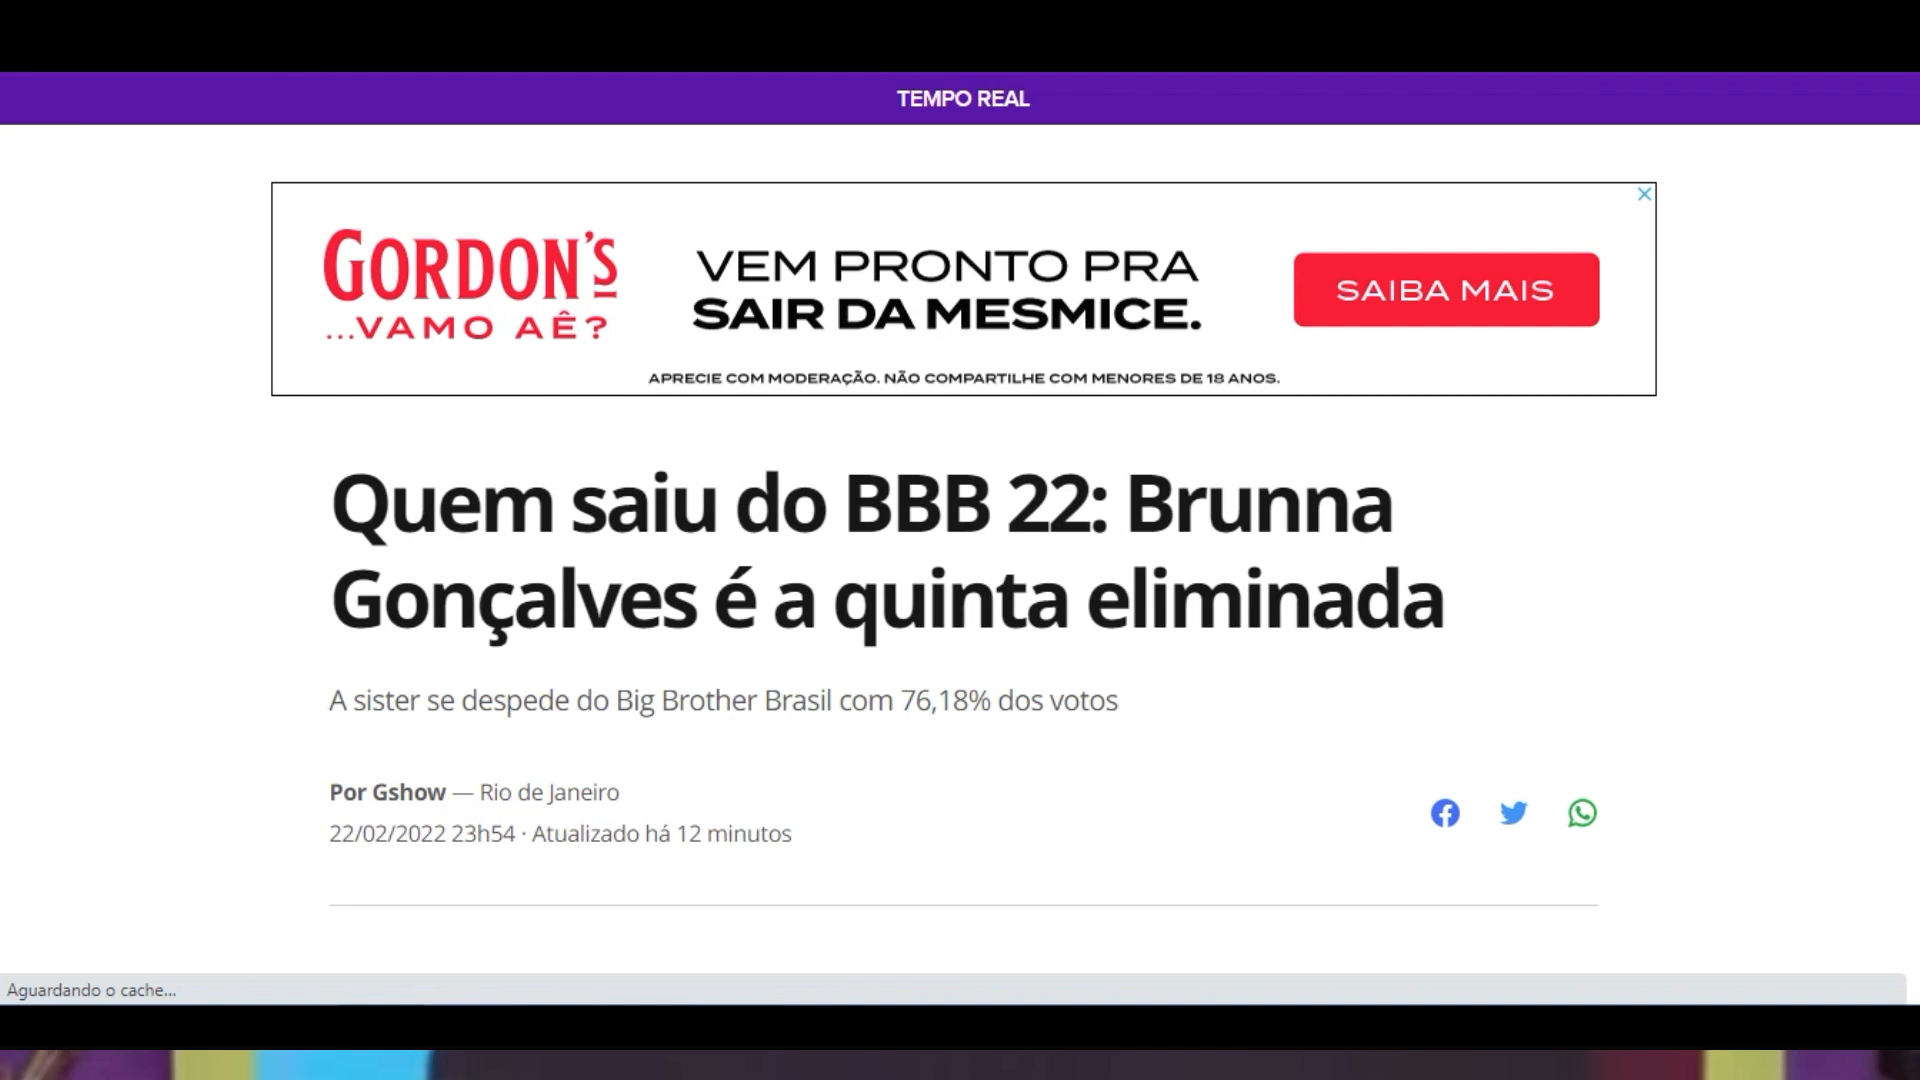 TEMPO REAL
GORDON'S
...VAMO AÊ?
VEM PRONTO PRA
SAIR DA MESMICE.
SAIBA MAIS
APRECIE COM MODERAÇÃO. NÃO COMPARTILHE COM MENORES DE 18 ANOS.
Quem saiu do BBB 22: Brunna
Gonçalves é a quinta eliminada
A sister se despede do Big Brother Brasil com 76,18% dos votos
Por Gshow — Rio de Janeiro
22/02/2022 23h54 · Atualizado há 12 minutos
Aguardando o cache...